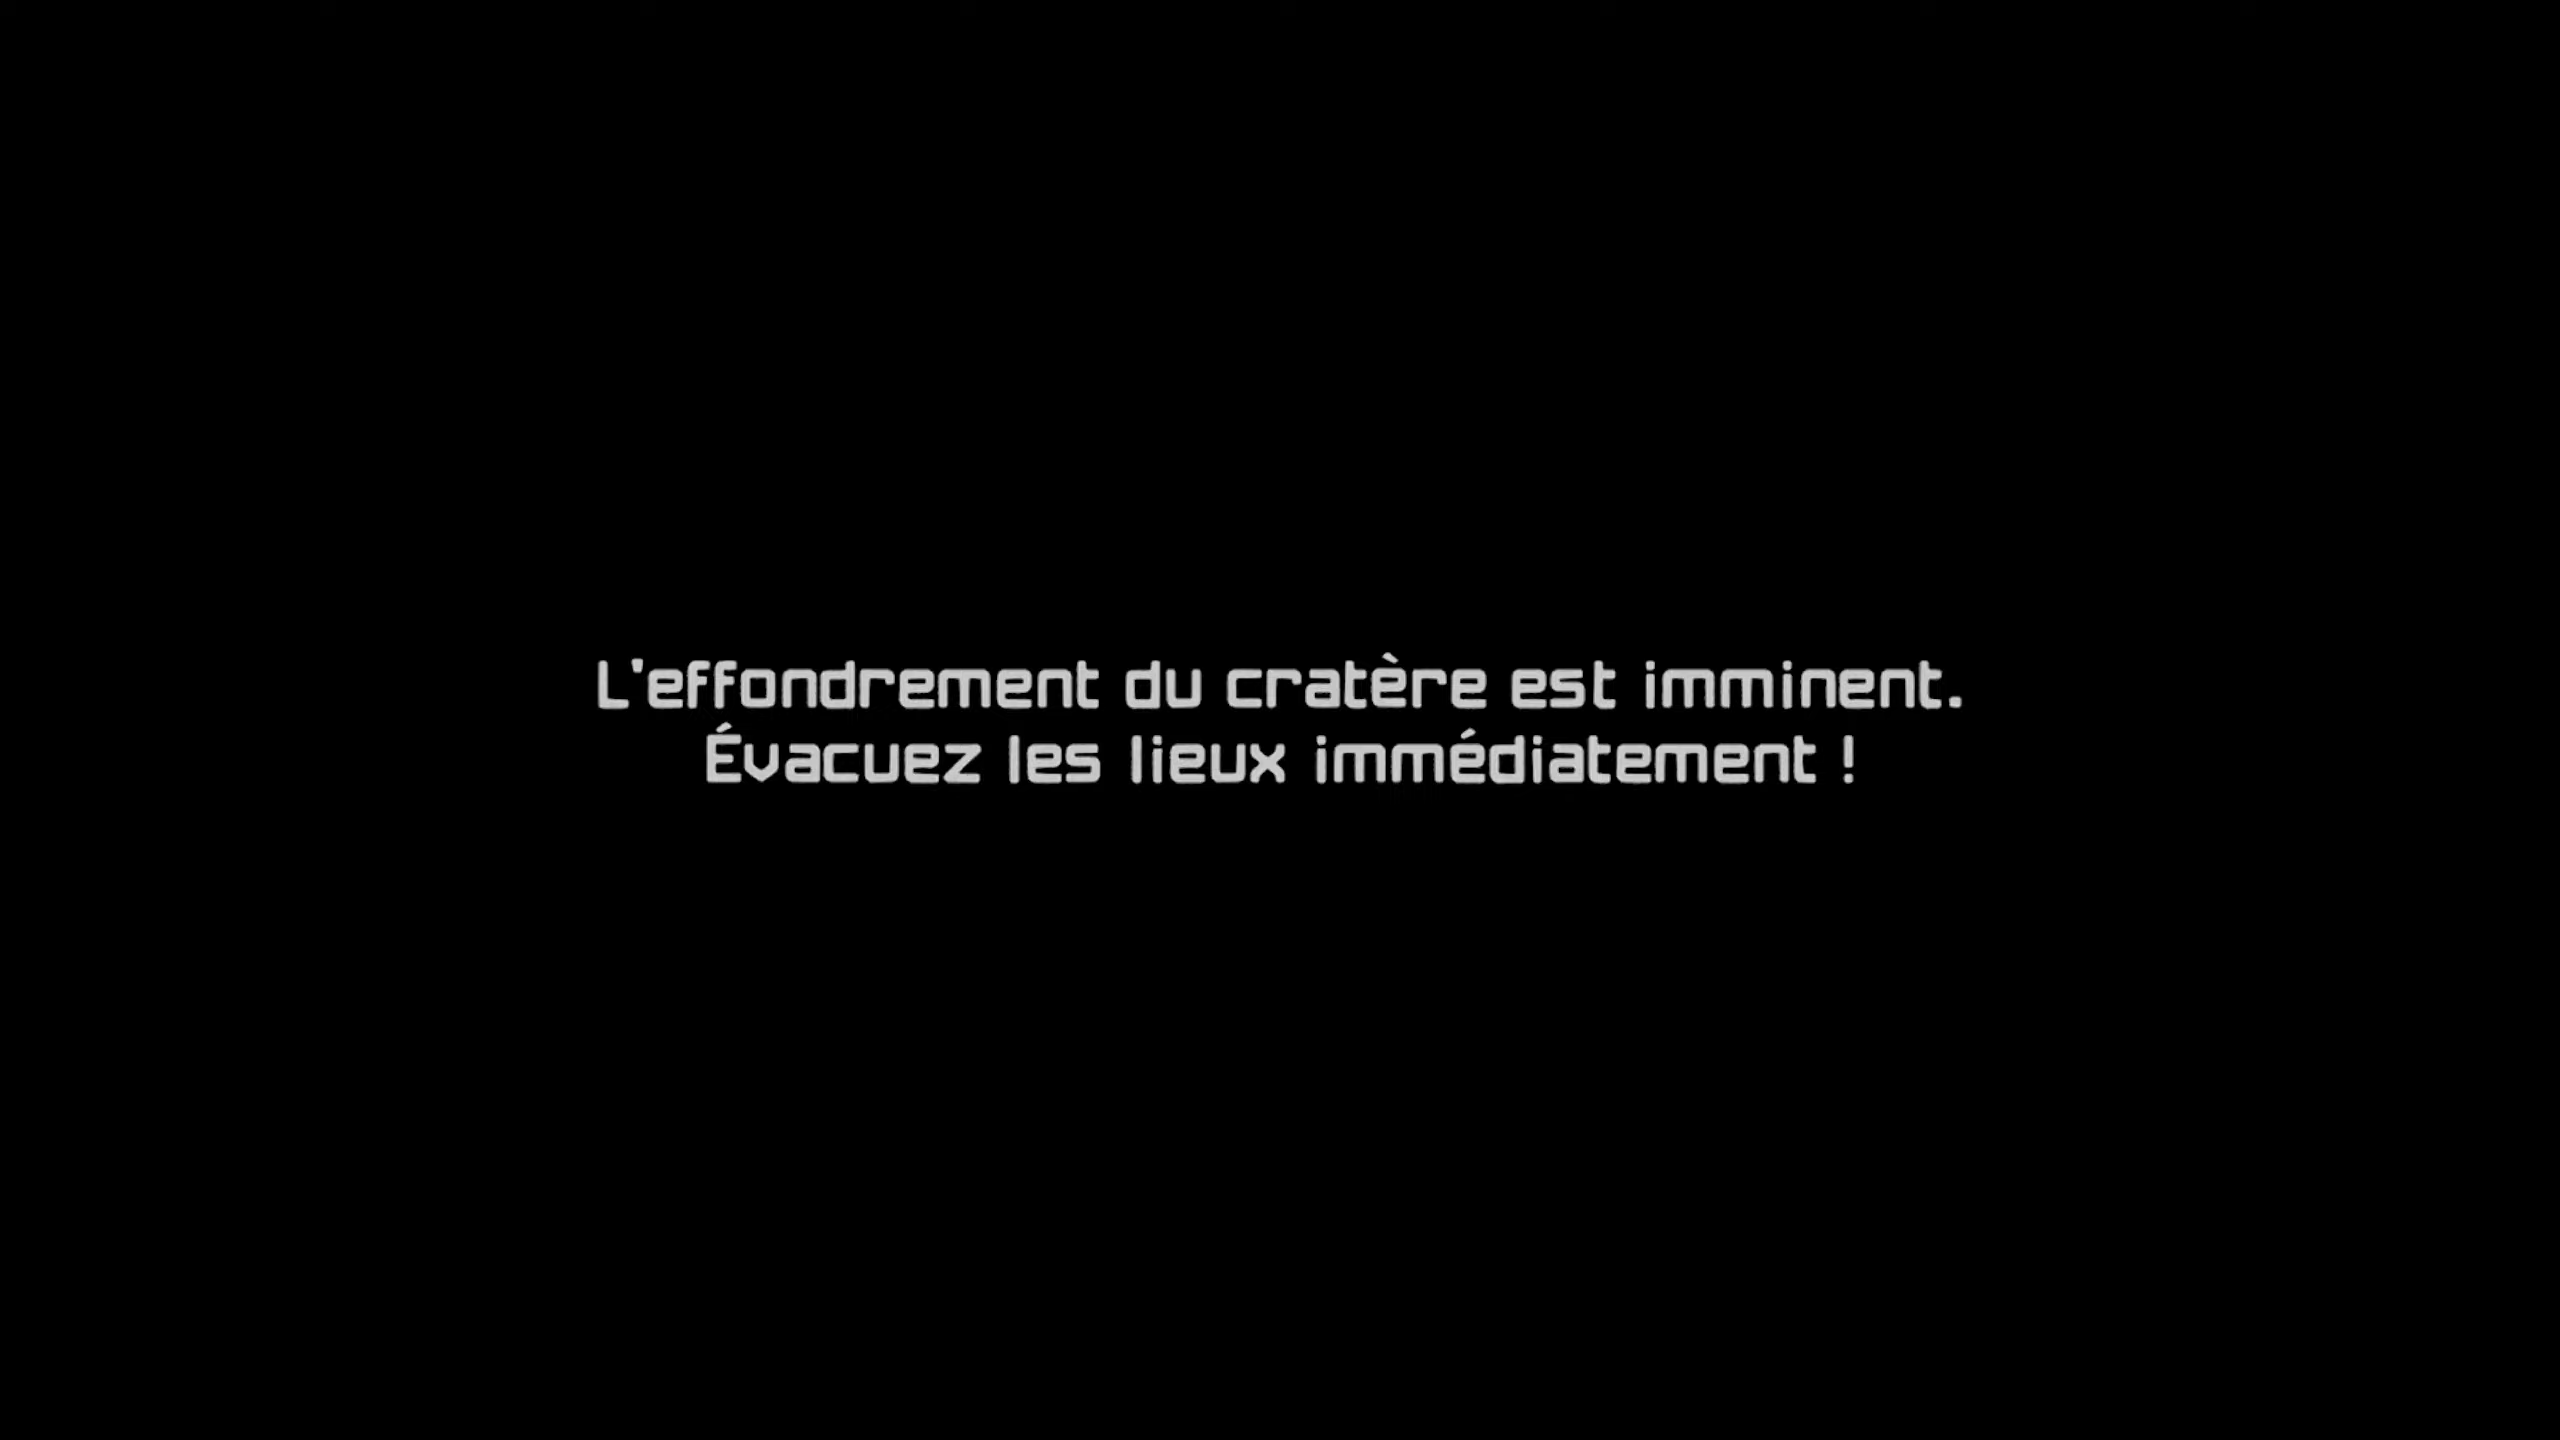 L'effondrement du cratère est imminent.
Évacuez les lieux immédiatement !